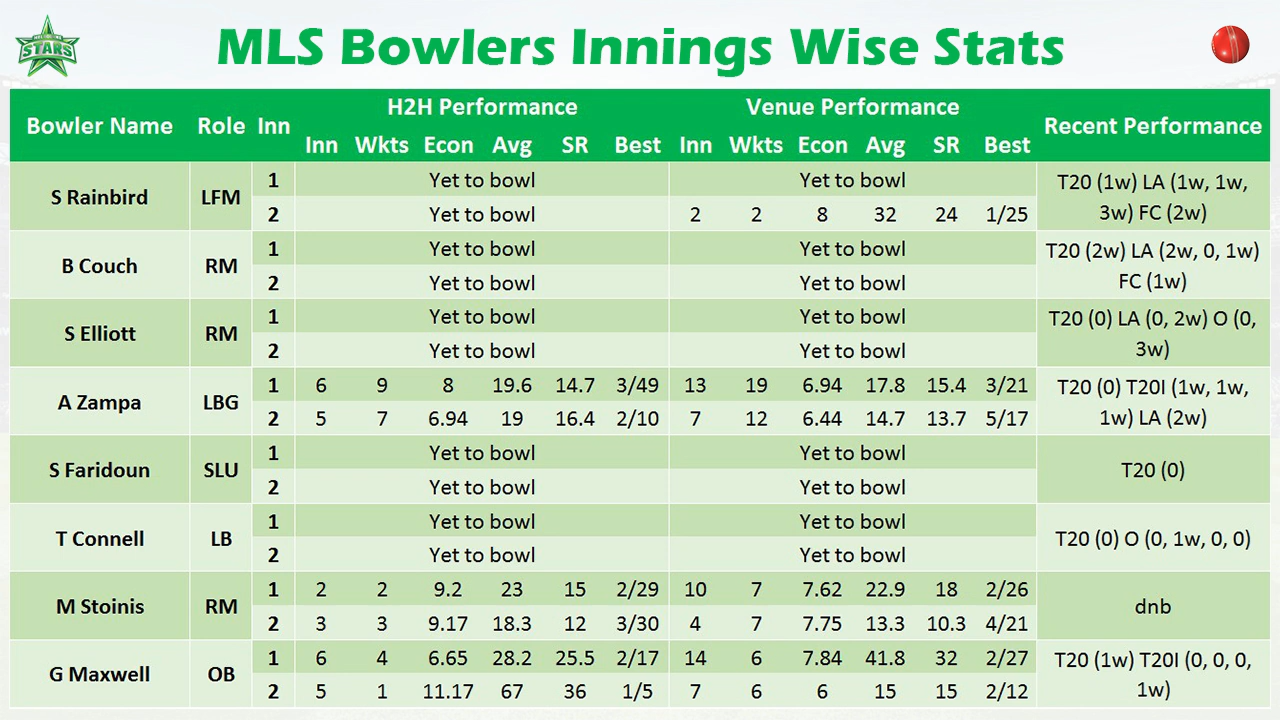 STARS
MLS Bowlers Innings Wise Stats
Bowler Name Role Inn H2H Performance Venue Performance Recent Performance
Inn Wkts Econ Avg SR Best Inn Wkts Econ Avg SR Best
S Rainbird LFM 1 Yet to bowl Yet to bowl T20 (1w) LA (1w, 1w,
2 Yet to bowl 2 2 8 32 24 1/25 3w) FC (2w)
B Couch RM 1 Yet to bowl Yet to bowl T20 (2w) LA (2w, 0, 1w)
2 Yet to bowl Yet to bowl FC (1w)
S Elliott RM 1 Yet to bowl Yet to bowl T20 (0) LA (0, 2w) O (0,
2 Yet to bowl Yet to bowl 3w)
A Zampa LBG 1 6 9 8 19.6 14.7 3/49 13 19 6.94 17.8 15.4 3/21 T20 (0) T20I (1w, 1w,
2 5 7 6.94 19 16.4 2/10 7 12 6.44 14.7 13.7 5/17 1w) LA (2w)
S Faridoun SLU 1 Yet to bowl Yet to bowl T20 (0)
2 Yet to bowl Yet to bowl
T Connell LB 1 Yet to bowl Yet to bowl T20 (0) O (0, 1w, 0, 0)
2 Yet to bowl Yet to bowl
M Stoinis RM 1 2 2 9.2 23 15 2/29 10 7 7.62 22.9 18 2/26 dnb
2 3 3 9.17 18.3 12 3/30 4 7 7.75 13.3 10.3 4/21
G Maxwell OB 1 6 4 6.65 28.2 25.5 2/17 14 6 7.84 41.8 32 2/27 T20 (1w) T20I (0, 0, 0,
2 5 1 11.17 67 36 1/5 7 6 6 15 15 2/12 1w)